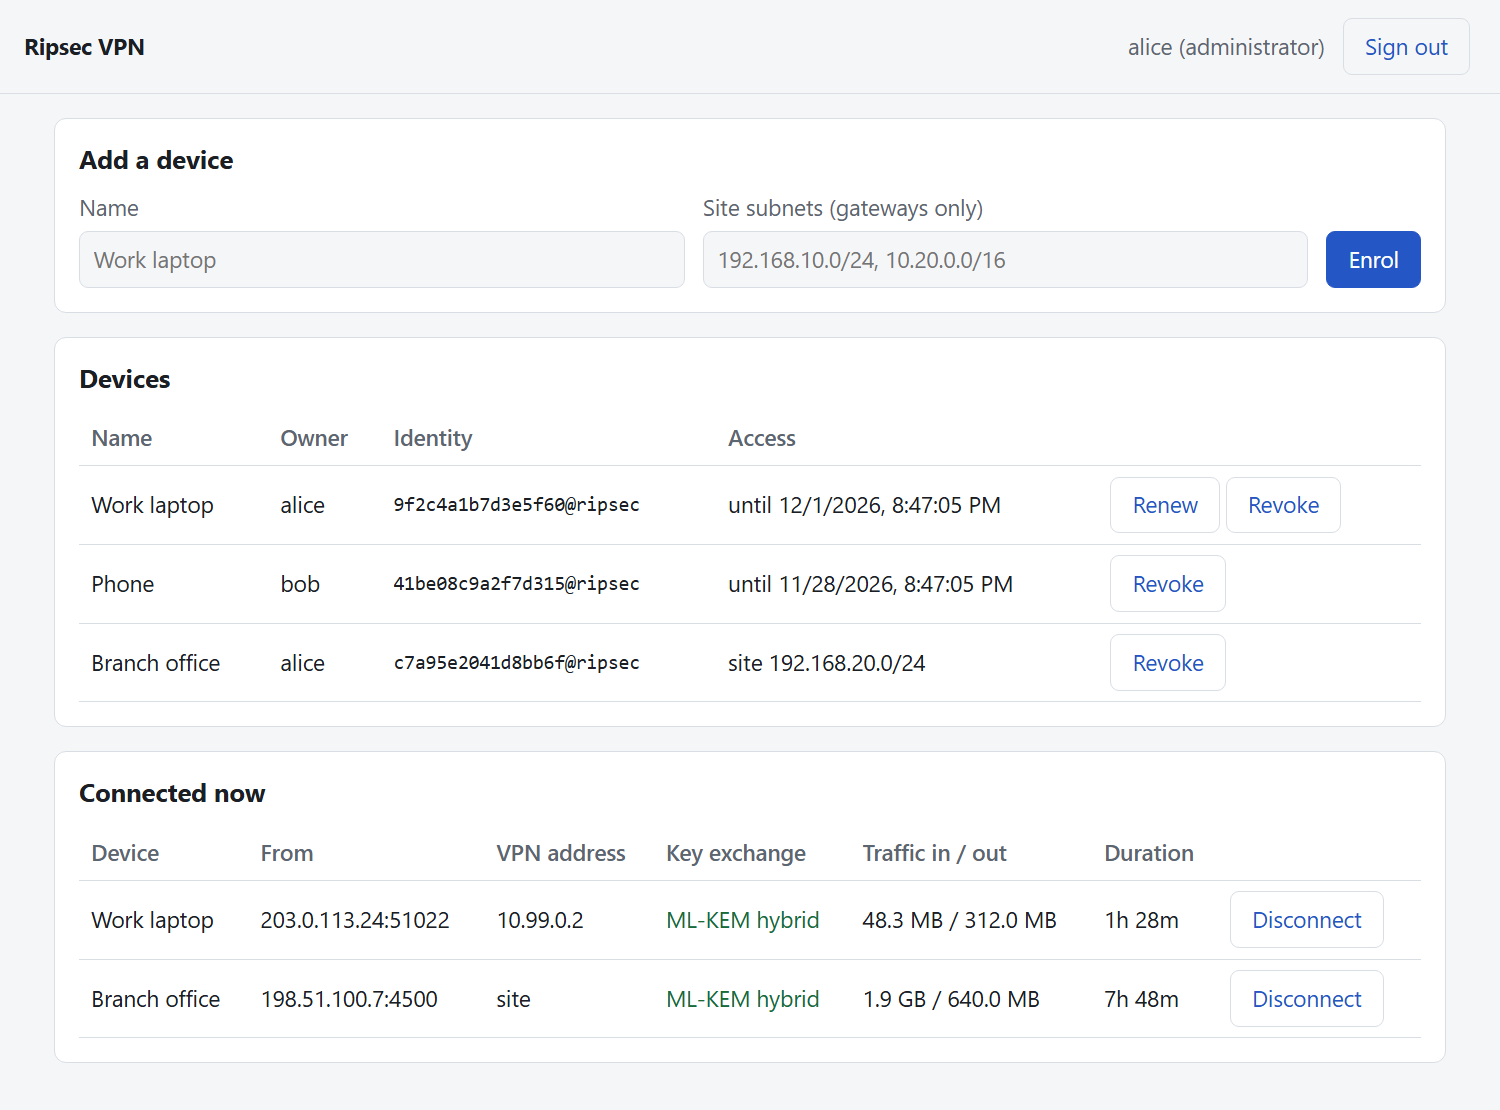 Ripsec VPN
alice (administrator) Sign out
Add a device
Name Site subnets (gateways only)
Work laptop 192.168.10.0/24, 10.20.0.0/16 Enrol
Devices
Name Owner Identity Access
Work laptop alice 9f2c4a1b7d3e5f60@ripsec until 12/1/2026, 8:47:05 PM Renew Revoke
Phone bob 41be08c9a2f7d315@ripsec until 11/28/2026, 8:47:05 PM Revoke
Branch office alice c7a95e2041d8bb6f@ripsec site 192.168.20.0/24 Revoke
Connected now
Device From VPN address Key exchange Traffic in / out Duration
Work laptop 203.0.113.24:51022 10.99.0.2 ML-KEM hybrid 48.3 MB / 312.0 MB 1h 28m Disconnect
Branch office 198.51.100.7:4500 site ML-KEM hybrid 1.9 GB / 640.0 MB 7h 48m Disconnect